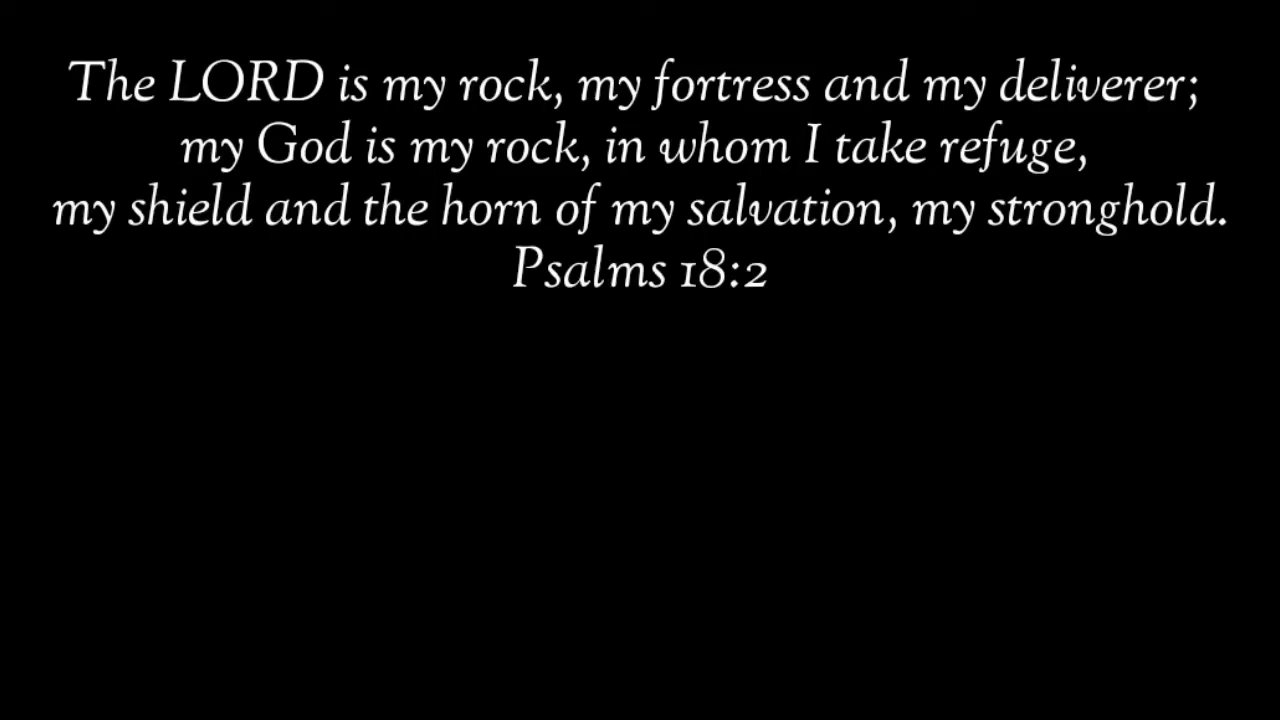 The LORD is my rock, my fortress and my deliverer;
my God is my rock, in whom I take refuge,
my shield and the horn of my salvation, my stronghold.
Psalms 18:2